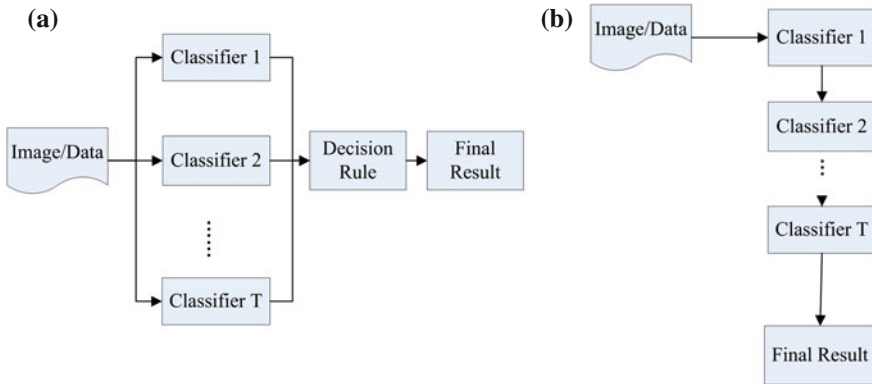 (a)
Image/Data
Classifier 1
Classifier 2
Classifier T
Decision
Rule
Final
Result
(b)
Image/Data
Classifier 1
Classifier 2
Classifier T
Final Result